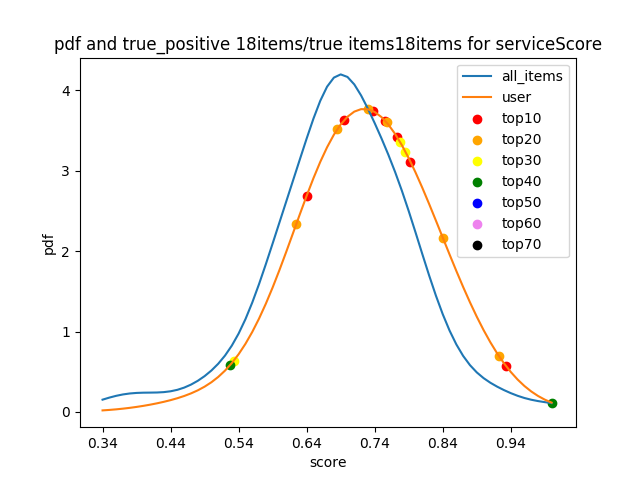 pdf and true_positive 18items/true items18items for serviceScore
all_items
user
top10
top20
top30
top40
top50
top60
top70
pdf
4
3
2
1
0
0.34 0.44 0.54 0.64 0.74 0.84 0.94
score